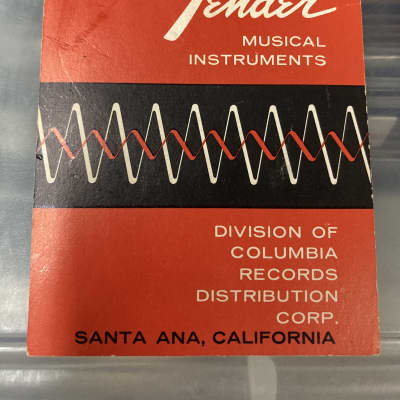 Fender
MUSICAL
INSTRUMENTS
DIVISION OF
COLUMBIA
RECORDS
DISTRIBUTION
CORP.
SANTA ANA, CALIFORNIA